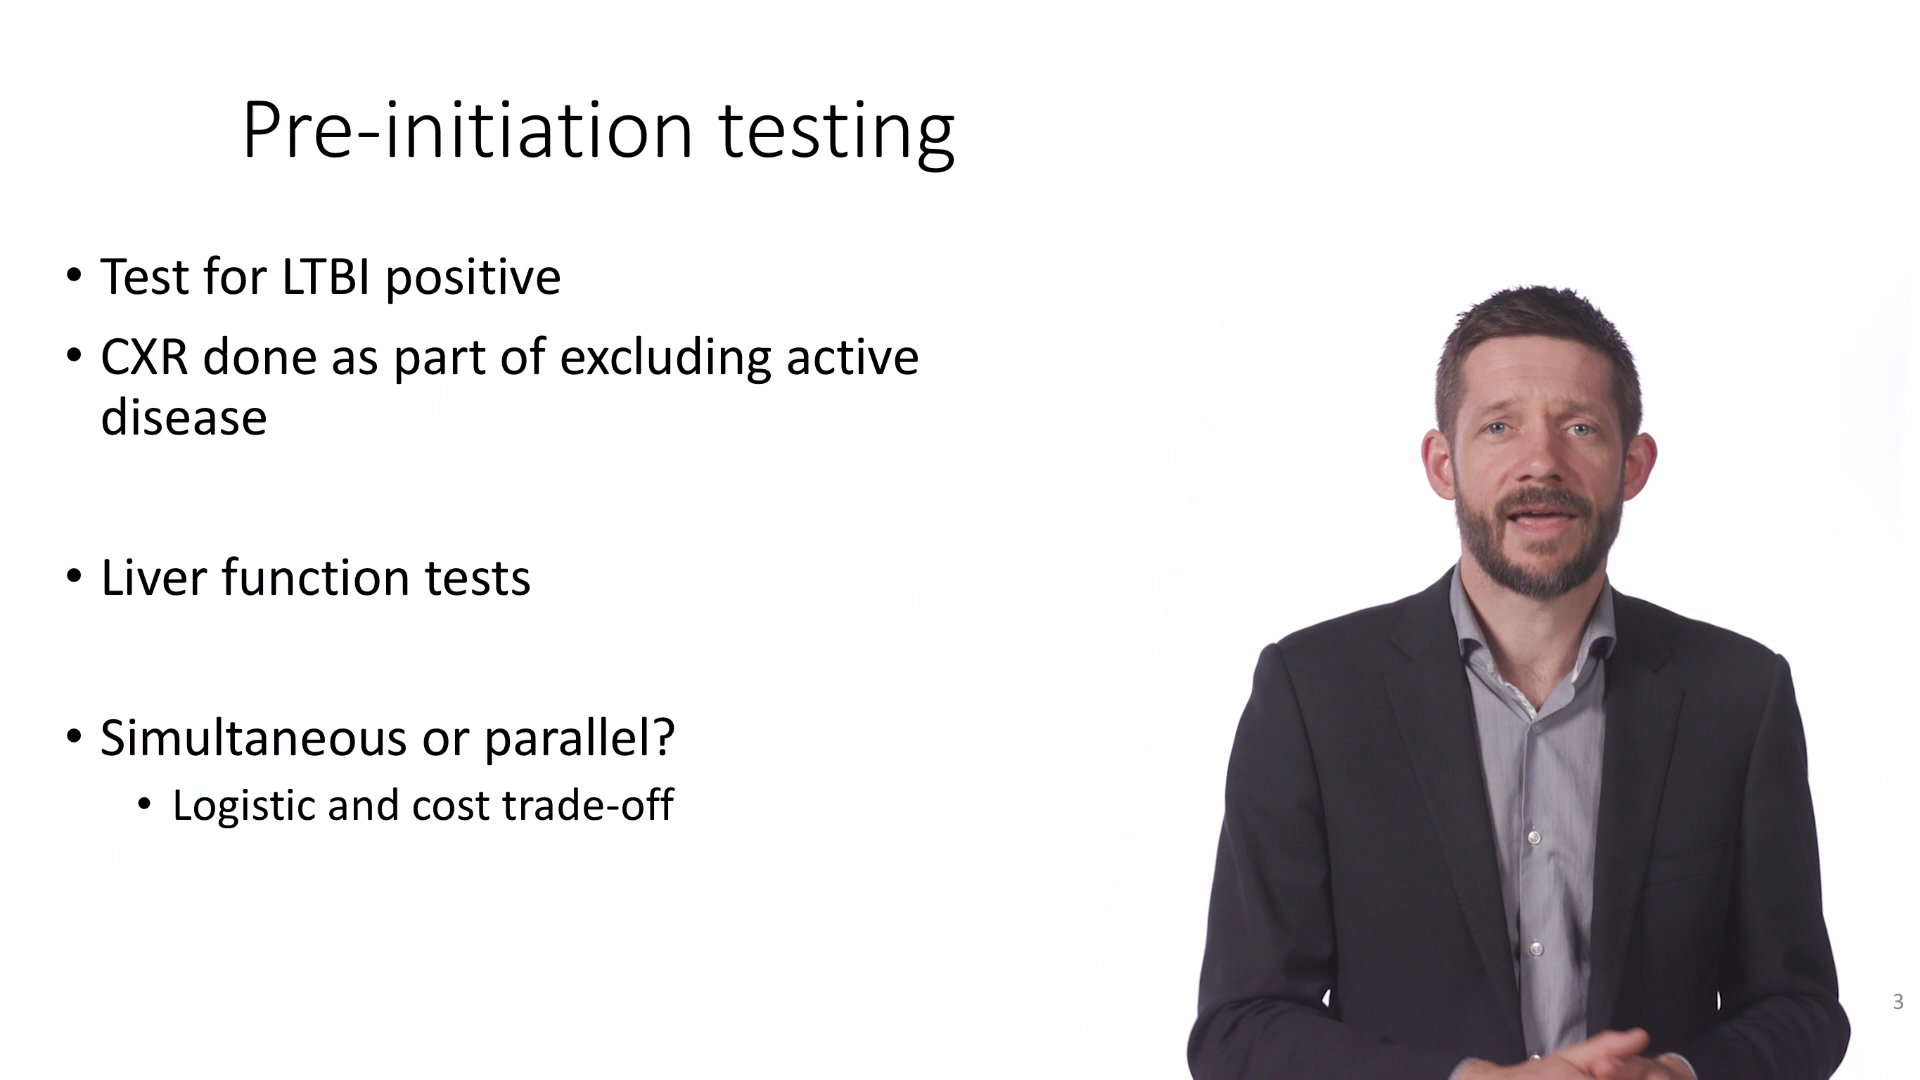 Pre-initiation testing
• Test for LTBI positive
• CXR done as part of excluding active
disease
• Liver function tests
• Simultaneous or parallel?
• Logistic and cost trade-off
3